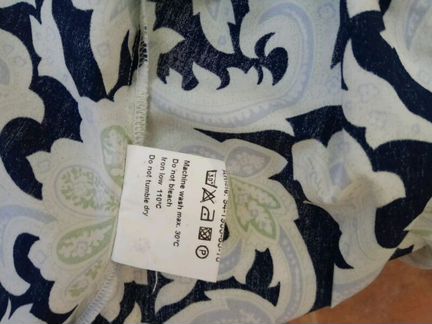 Machine wash max. 30°C
Do not bleach
Iron low 110°C
Do not tumble dry